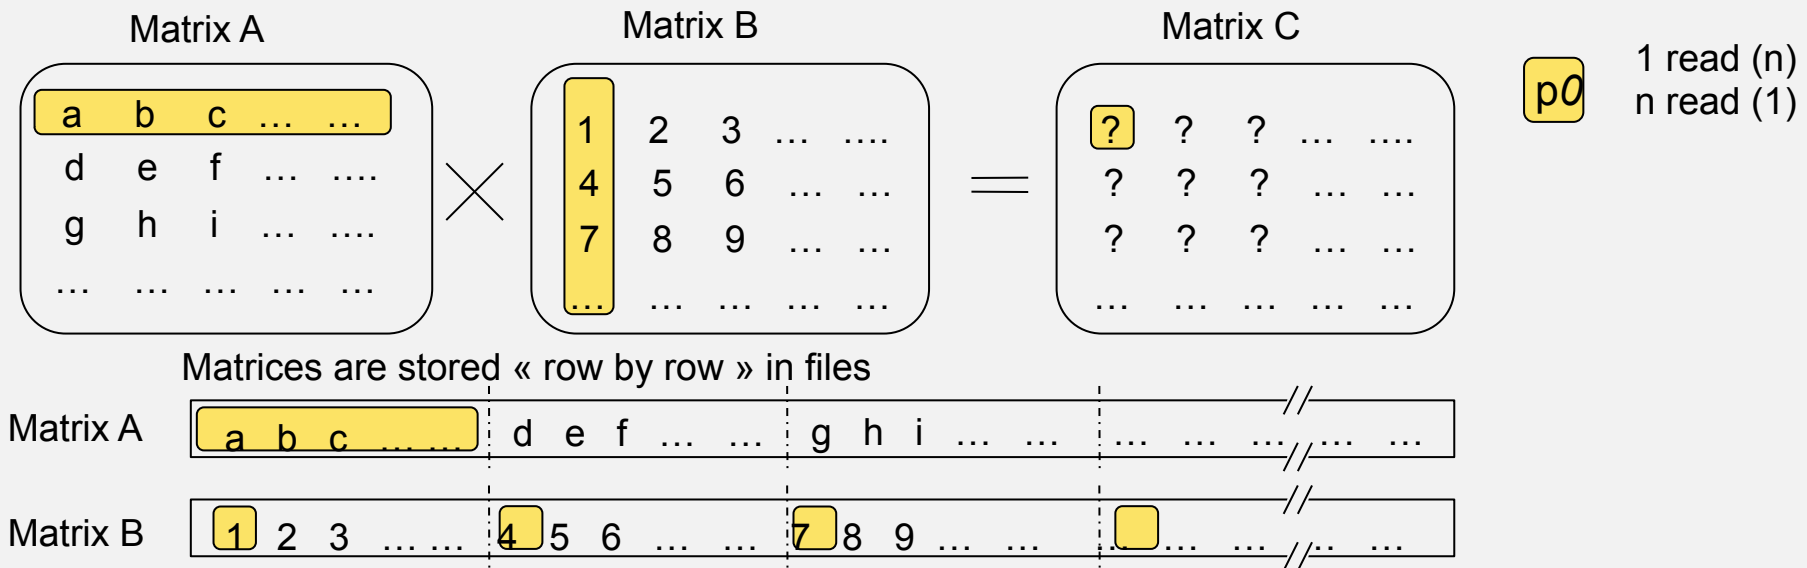 Matrix A
Matrix B
Matrix C
a b c … …
d e f … ….
g h i … ….
… … … … …
1 2 3 … ….
4 5 6 … …
7 8 9 … …
… … … … …
? ? ? … ….
? ? ? … …
? ? ? … …
… … … … …
p0
1 read (n)
n read (1)
Matrices are stored « row by row » in files
Matrix A
a b c … … d e f … … g h i … … … … … … …
Matrix B
1 2 3 … … 4 5 6 … … 7 8 9 … … … … … … …